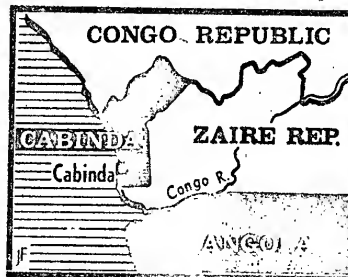 CONGO REPUBLIC
CABINDA
ZAIRE REP.
Cabinda
Congo R.
ANGOLA
JF